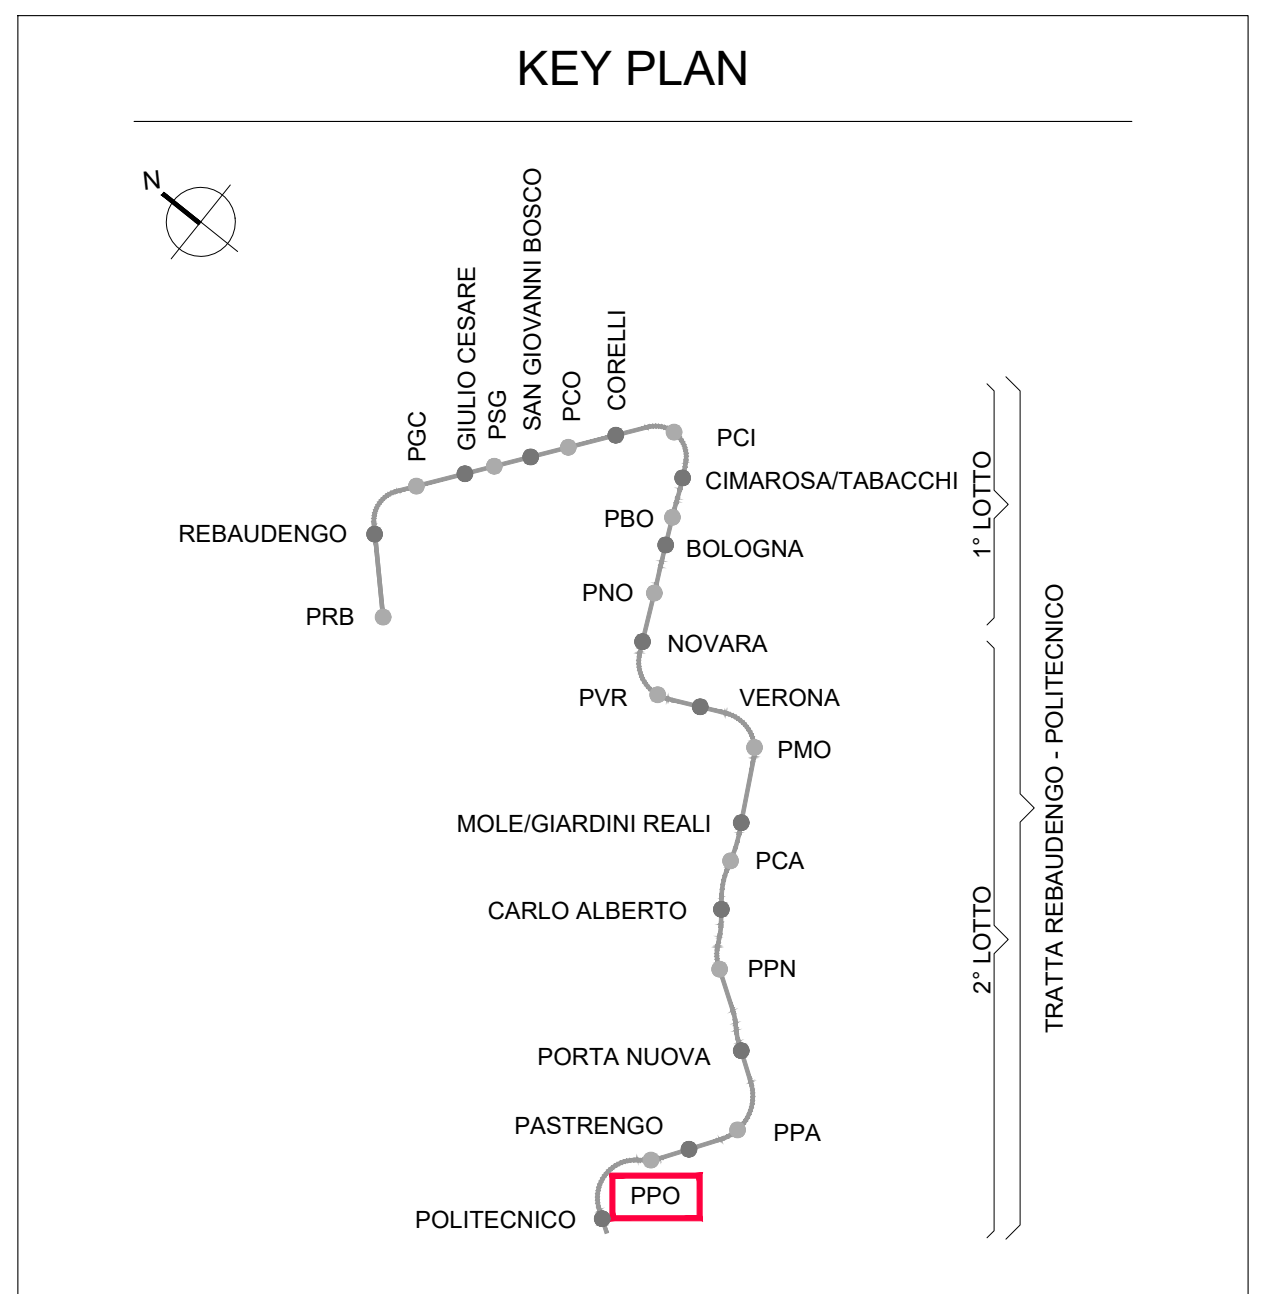 KEY PLAN
N
PGC
GIULIO CESARE
PSG
SAN GIOVANNI BOSCO
PCO
CORELLI
PCI
CIMAROSA/TABACCHI
REBAUDENGO
PBO
BOLOGNA
PNO
PRB
NOVARA
PVR
VERONA
PMO
MOLE/GIARDINI REALI
PCA
CARLO ALBERTO
PPN
PORTA NUOVA
PASTRENGO
PPA
PPO
POLITECNICO
1° LOTTO
2° LOTTO
TRATTA REBAUDENGO - POLITECNICO